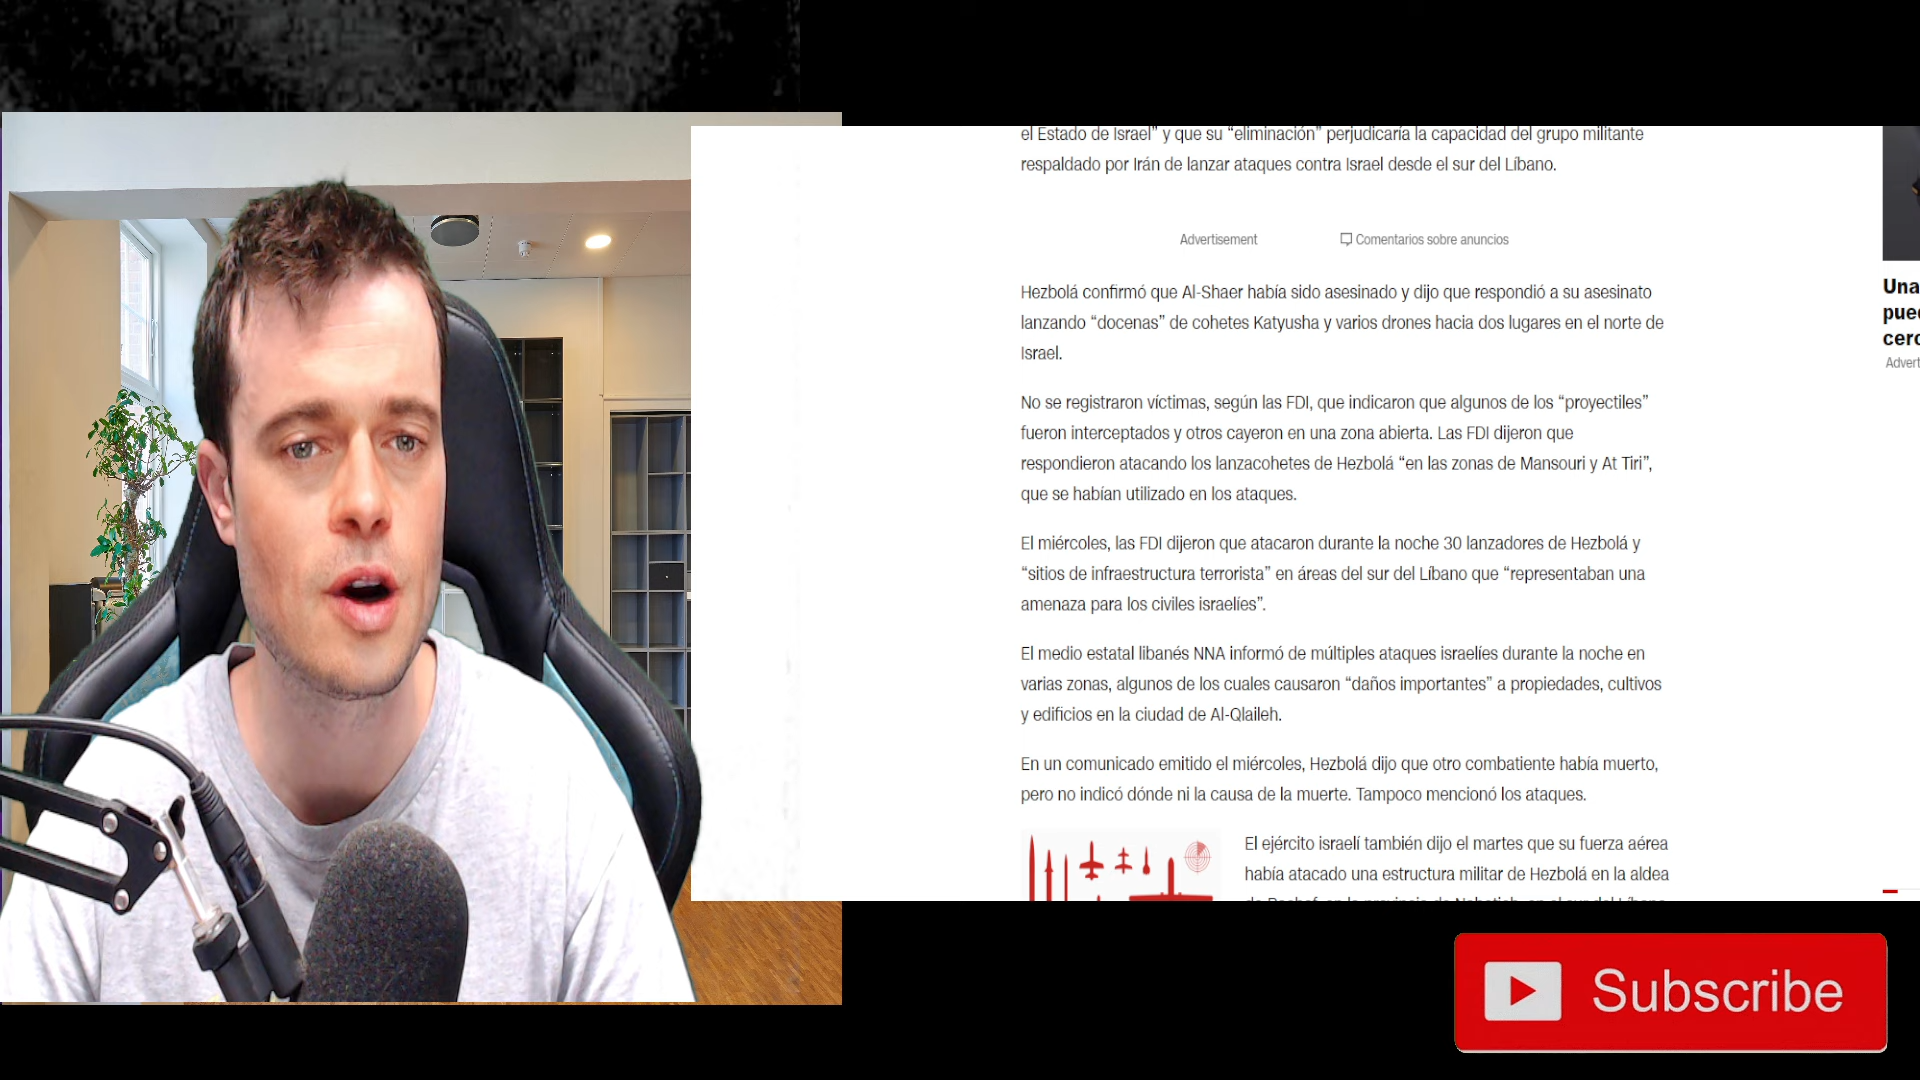 el Estado de Israel” y que su “eliminación” perjudicaría la capacidad del grupo militante
respaldado por Irán de lanzar ataques contra Israel desde el sur del Líbano.
Advertisement
Comentarios sobre anuncios
Hezbolá confirmó que Al-Shaer había sido asesinado y dijo que respondió a su asesinato
lanzando “docenas” de cohetes Katyusha y varios drones hacia dos lugares en el norte de
Israel.
No se registraron víctimas, según las FDI, que indicaron que algunos de los “proyectiles”
fueron interceptados y otros cayeron en una zona abierta. Las FDI dijeron que
respondieron atacando los lanzacohetes de Hezbolá “en las zonas de Mansouri y At Tiri”,
que se habían utilizado en los ataques.
El miércoles, las FDI dijeron que atacaron durante la noche 30 lanzadores de Hezbolá y
“sitios de infraestructura terrorista” en áreas del sur del Líbano que “representaban una
amenaza para los civiles israelíes”.
El medio estatal libanés NNA informó de múltiples ataques israelíes durante la noche en
varias zonas, algunos de los cuales causaron “daños importantes” a propiedades, cultivos
y edificios en la ciudad de Al-Qlaileh.
En un comunicado emitido el miércoles, Hezbolá dijo que otro combatiente había muerto,
pero no indicó dónde ni la causa de la muerte. Tampoco mencionó los ataques.
El ejército israelí también dijo el martes que su fuerza aérea
había atacado una estructura militar de Hezbolá en la aldea
Una
Advert
Subscribe